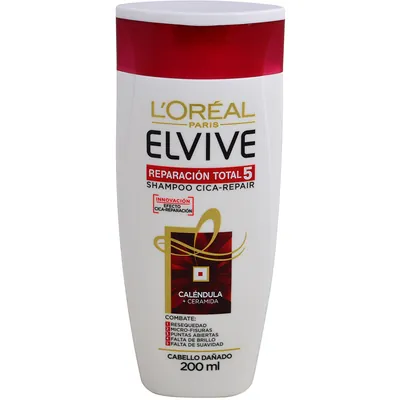 L'ORÉAL
PARIS
ELVIVE
REPARACIÓN TOTAL 5
SHAMPOO CICA-REPAIR
INNOVACIÓN
EFECTO
CICA-REPARACIÓN
CALÉNDULA
+ CERAMIDA
COMBATE:
RESEQUEDAD
MICRO-FISURAS
PUNTAS ABIERTAS
FALTA DE BRILLO
FALTA DE SUAVIDAD
CABELLO DAÑADO
200 ml